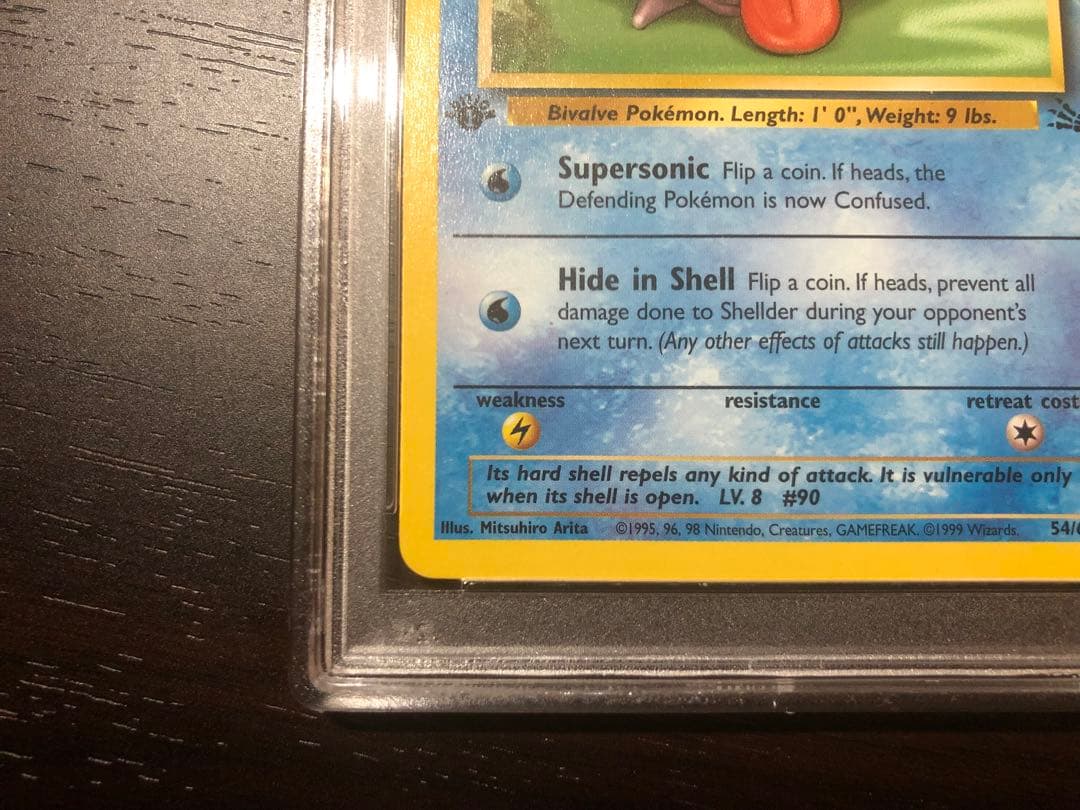 Bivalve Pokémon. Length: 1' 0", Weight: 9 lbs.
Supersonic Flip a coin. If heads, the
Defending Pokémon is now Confused.
Hide in Shell Flip a coin. If heads, prevent all
damage done to Shellder during your opponent's
next turn. (Any other effects of attacks still happen.)
weakness resistance retreat cost
Its hard shell repels any kind of attack. It is vulnerable only
when its shell is open. LV. 8 #90
Illus. Mitsuhiro Arita ©1995, 96, 98 Nintendo, Creatures, GAMEFREAK. ©1999 Wizards. 54/